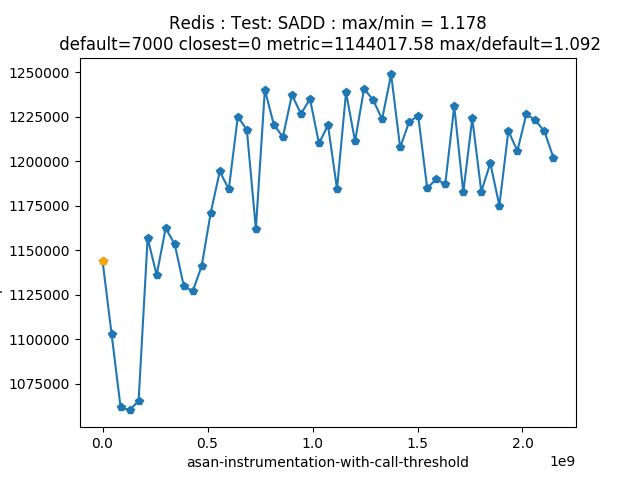 Redis : Test: SADD : max/min = 1.178
default=7000 closest=0 metric=1144017.58 max/default=1.092
1250000
1225000
1200000
1175000
1150000
1125000
1100000
1075000
0.0 0.5 1.0 1.5 2.0
1e9
asan-instrumentation-with-call-threshold